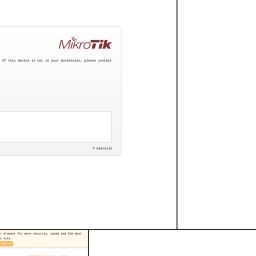 MikroTik
If this device is not in your possession, please contact
© mikrotik
browser for more security, speed and the best
site.